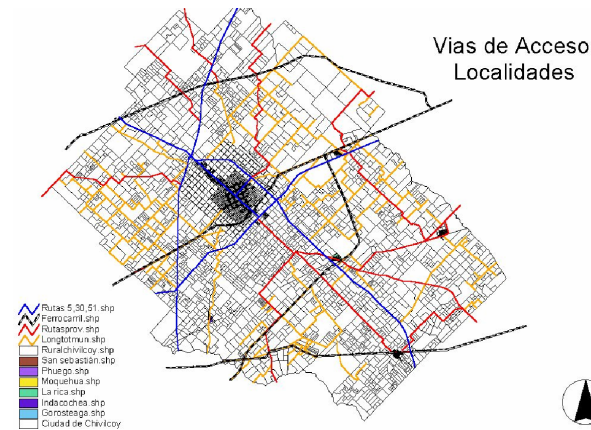 Vias de Acceso
Localidades
Rutas 5,30,51.shp
Ferrocarril.shp
Rutasprov.shp
Longtotmun.shp
Ruralchivilcoy.shp
San sebastián.shp
Phuego.shp
Moquehua.shp
La rica.shp
Indacochea.shp
Gorosteaga.shp
Ciudad de Chivilcoy